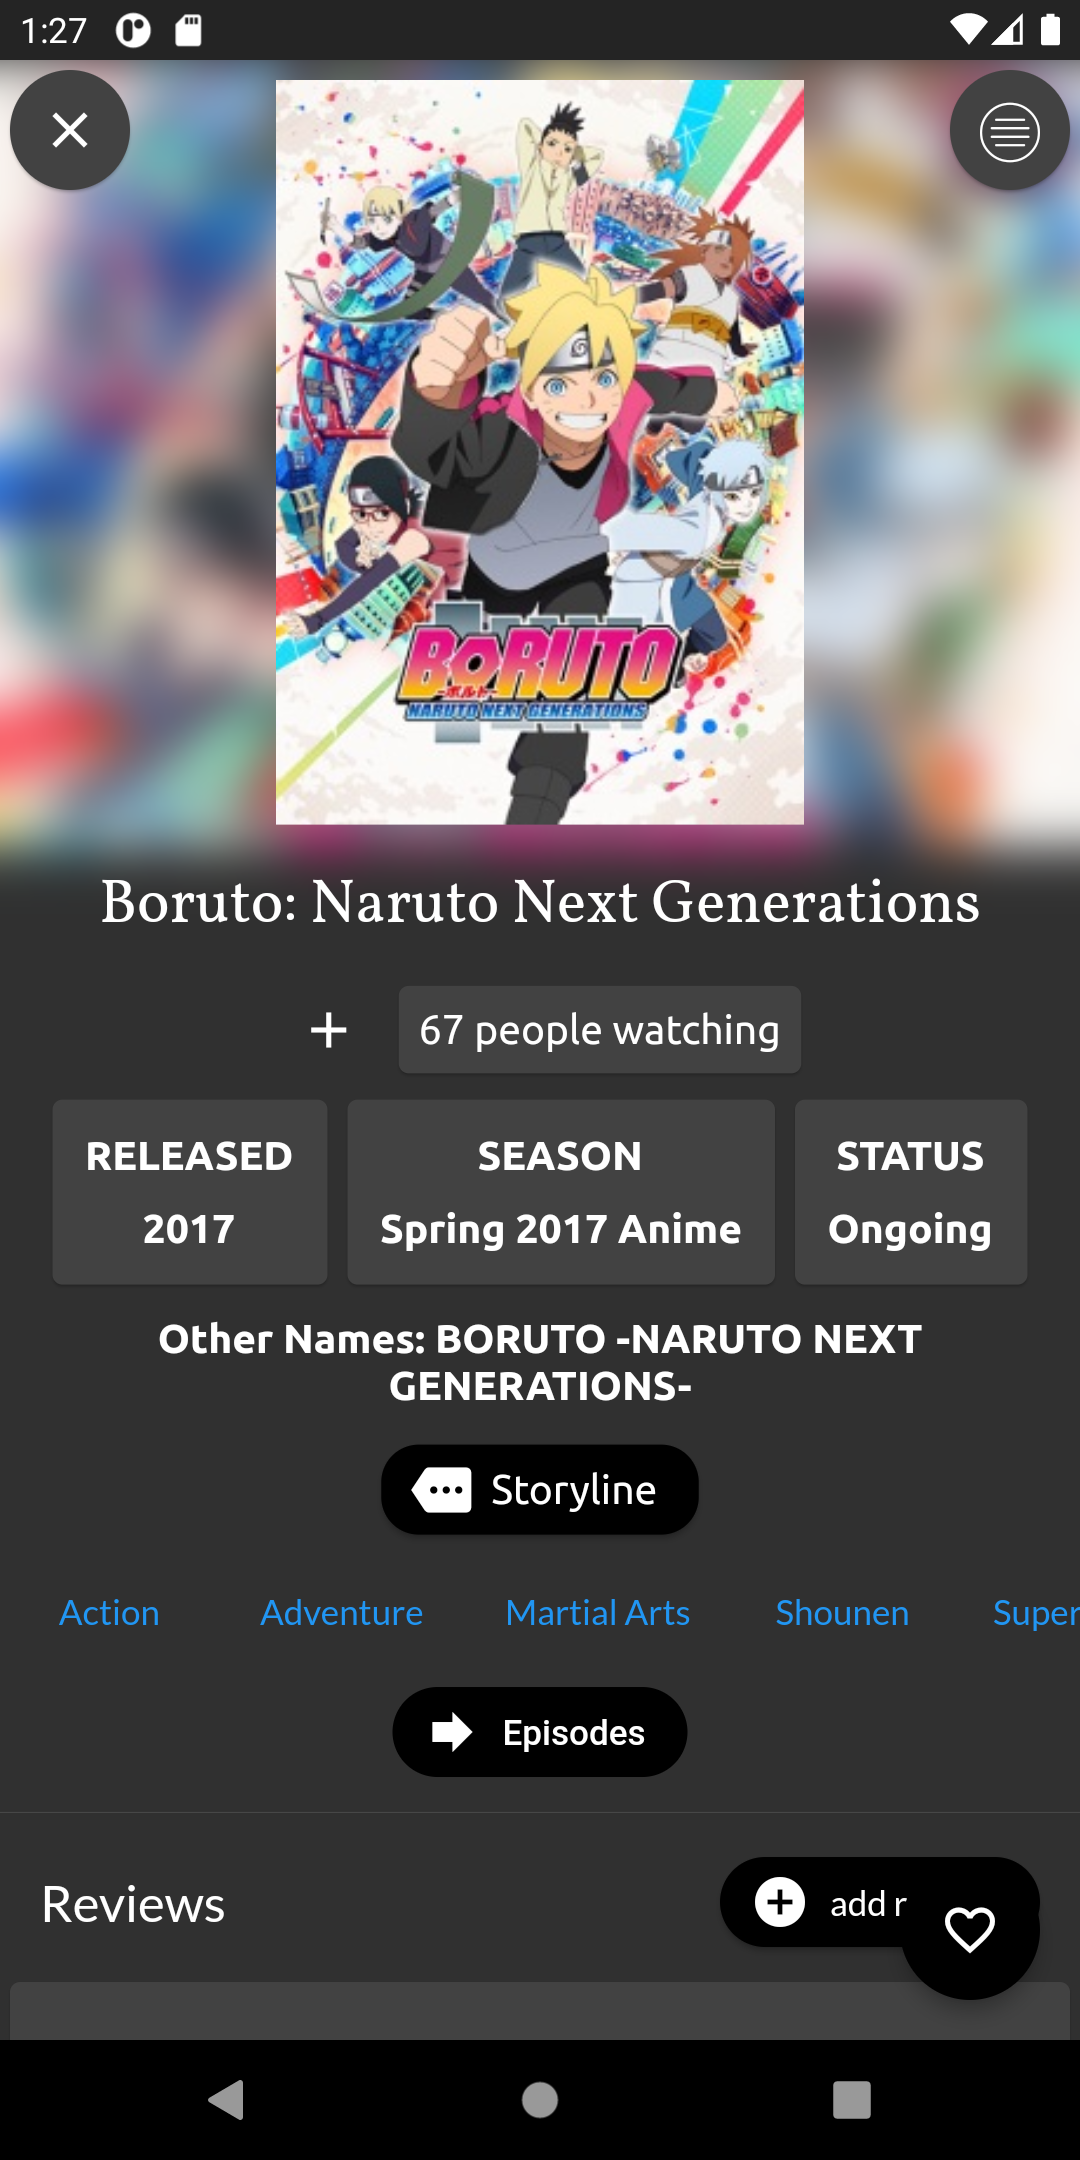 1:27
BORUTO
-ボルト-
NARUTO NEXT GENERATIONS
Boruto: Naruto Next Generations
67 people watching
RELEASED
2017
SEASON
Spring 2017 Anime
STATUS
Ongoing
Other Names: BORUTO -NARUTO NEXT
GENERATIONS-
Storyline
Action Adventure Martial Arts Shounen Super
Episodes
Reviews
add r